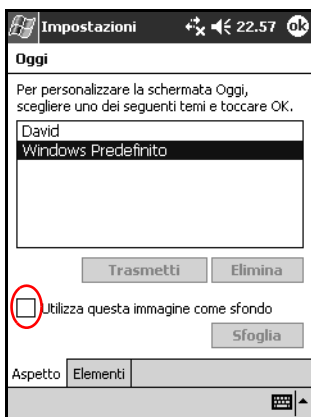 Impostazioni 22.57 ok
Oggi
Per personalizzare la schermata Oggi,
scegliere uno dei seguenti temi e toccare OK.
David
Windows Predefinito
Trasmetti Elimina
Utilizza questa immagine come sfondo
Sfoglia
Aspetto Elementi